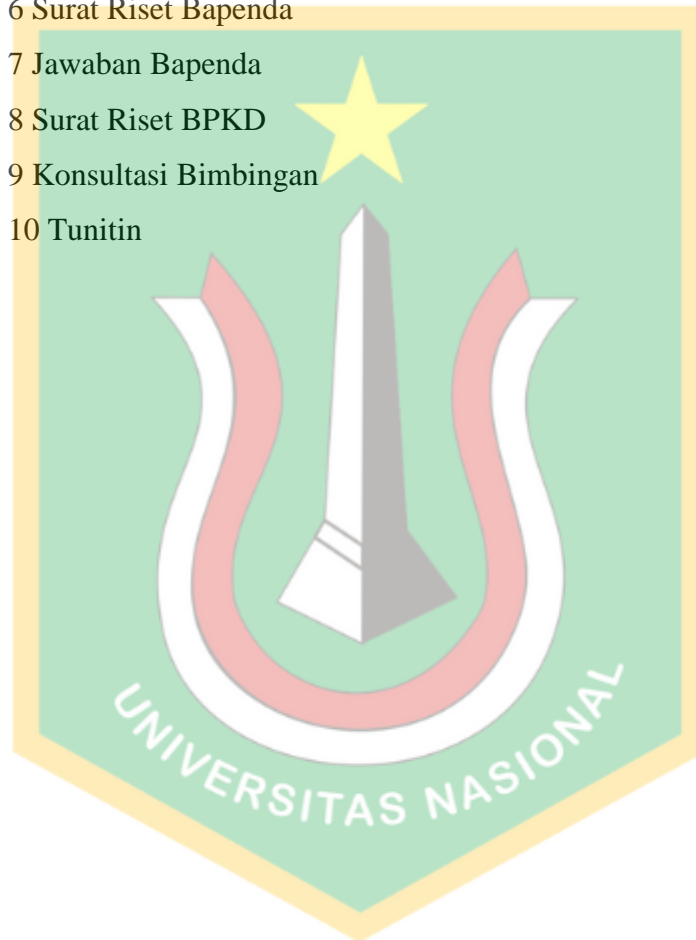 6 Surat Riset Bapenda
7 Jawaban Bapenda
8 Surat Riset BPKD
9 Konsultasi Bimbingan
10 Tunitin
UNIVERSITAS NASIONAL